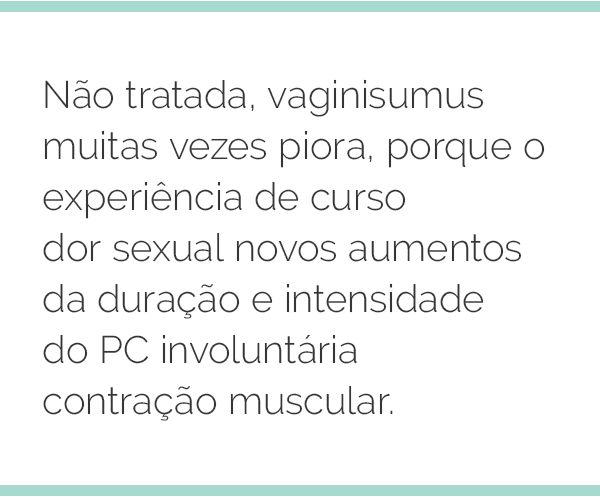 Não tratada, vaginisumus
muitas vezes piora, porque o
experiência de curso
dor sexual novos aumentos
da duração e intensidade
do PC involuntária
contração muscular.